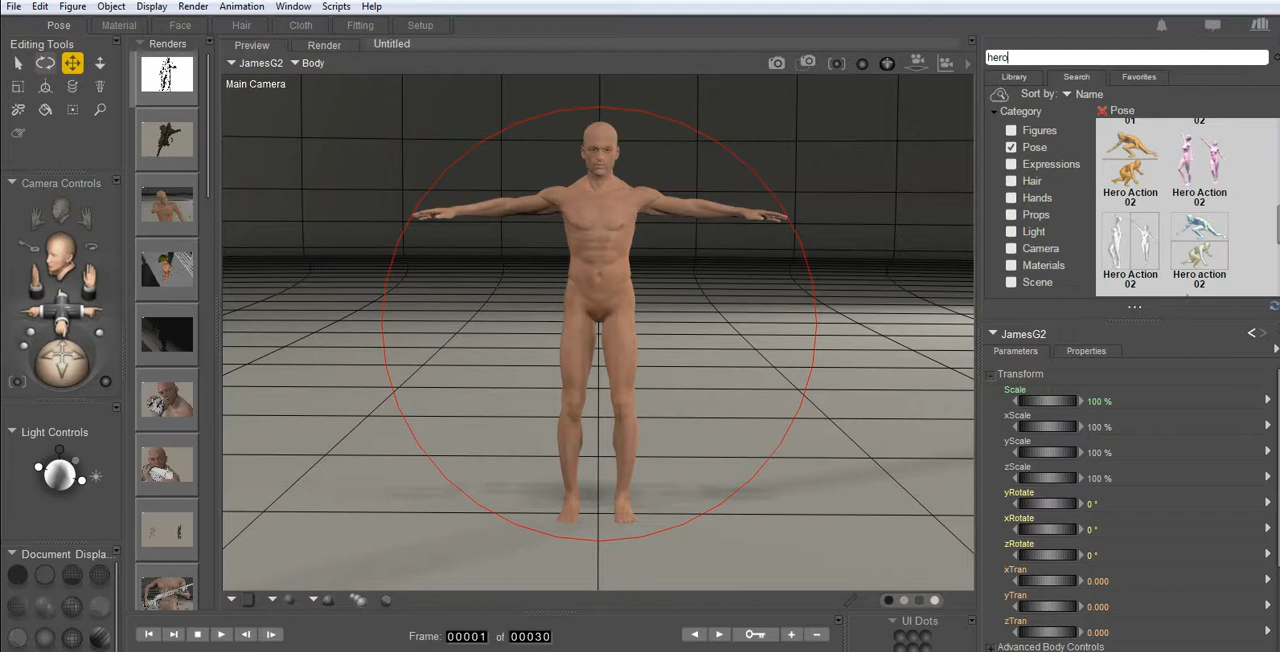 File Edit Figure Object Display Render Animation Window Scripts Help
Pose Material Face Hair Cloth Fitting Setup
Editing Tools
Renders
Preview Render Untitled
JamesG2 Body
Main Camera
Camera Controls
Light Controls
Document Displa...
hero
Library Search Favorites
Sort by: Name
Category
Figures
Pose
Expressions
Hair
Hands
Props
Light
Camera
Materials
Scene
Pose
01 02
Hero Action Hero Action
02 02
Hero Action Hero action
02 02
...
JamesG2
Parameters Properties
Transform
Scale
100 %
xScale
100 %
yScale
100 %
zScale
100 %
yRotate
0 °
xRotate
0 °
zRotate
0 °
xTran
0.000
yTran
0.000
zTran
0.000
Advanced Body Controls
Frame: 00001 of 00030
UI Dots